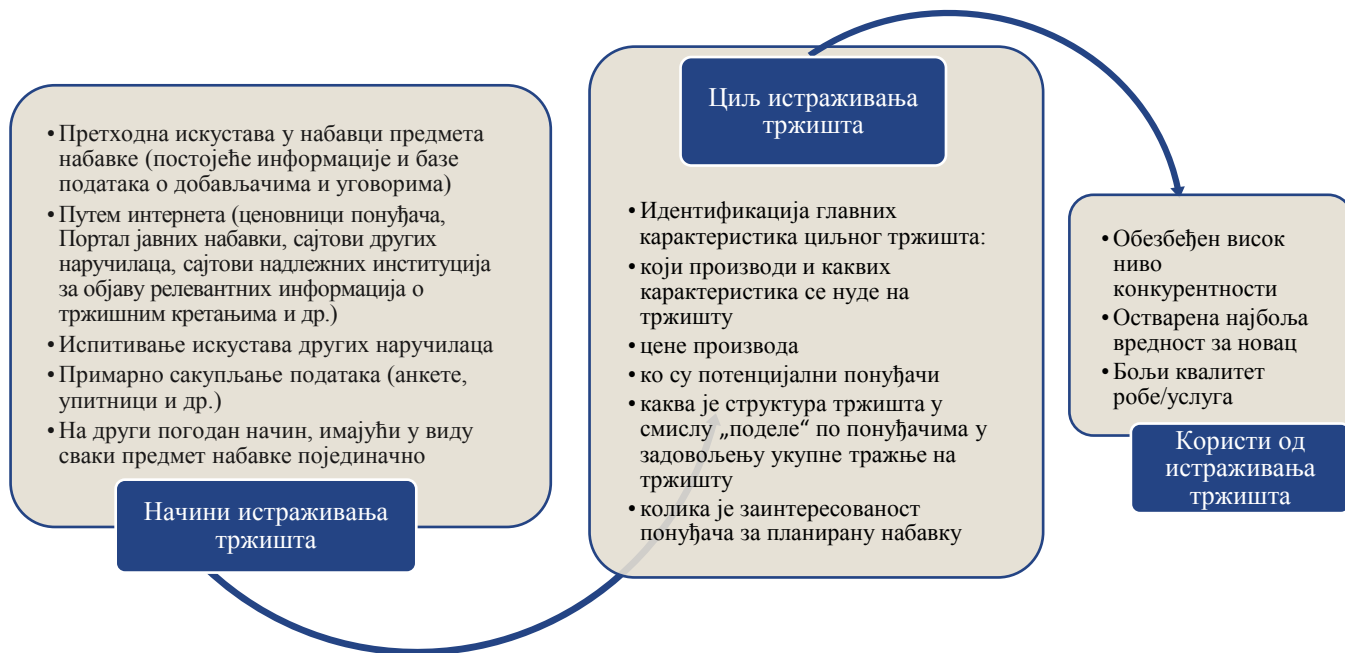 • Претходна искустава у набавци предмета
набавке (постојеће информације и базе
података о добављачима и уговорима)
• Путем интернета (ценовници понуђача,
Портал јавних набавки, сајтови других
наручилаца, сајтови надлежних институција
за објаву релевантних информација о
тржишним кретањима и др.)
• Испитивање искустава других наручилаца
• Примарно сакупљање података (анкете,
упитници и др.)
• На други погодан начин, имајући у виду
сваки предмет набавке појединачно
Начини истраживања
тржишта
Циљ истраживања
тржишта
• Идентификација главних
карактеристика циљног тржишта:
• који производи и каквих
карактеристика се нуде на
тржишту
• цене производа
• ко су потенцијални понуђачи
• каква је структура тржишта у
смислу „поделе“ по понуђачима у
задовољењу укупне тражње на
тржишту
• колика је заинтересованост
понуђача за планирану набавку
• Обезбеђен висок
ниво
конкурентности
• Остварена најбоља
вредност за новац
• Бољи квалитет
робе/услуга
Користи од
истраживања
тржишта